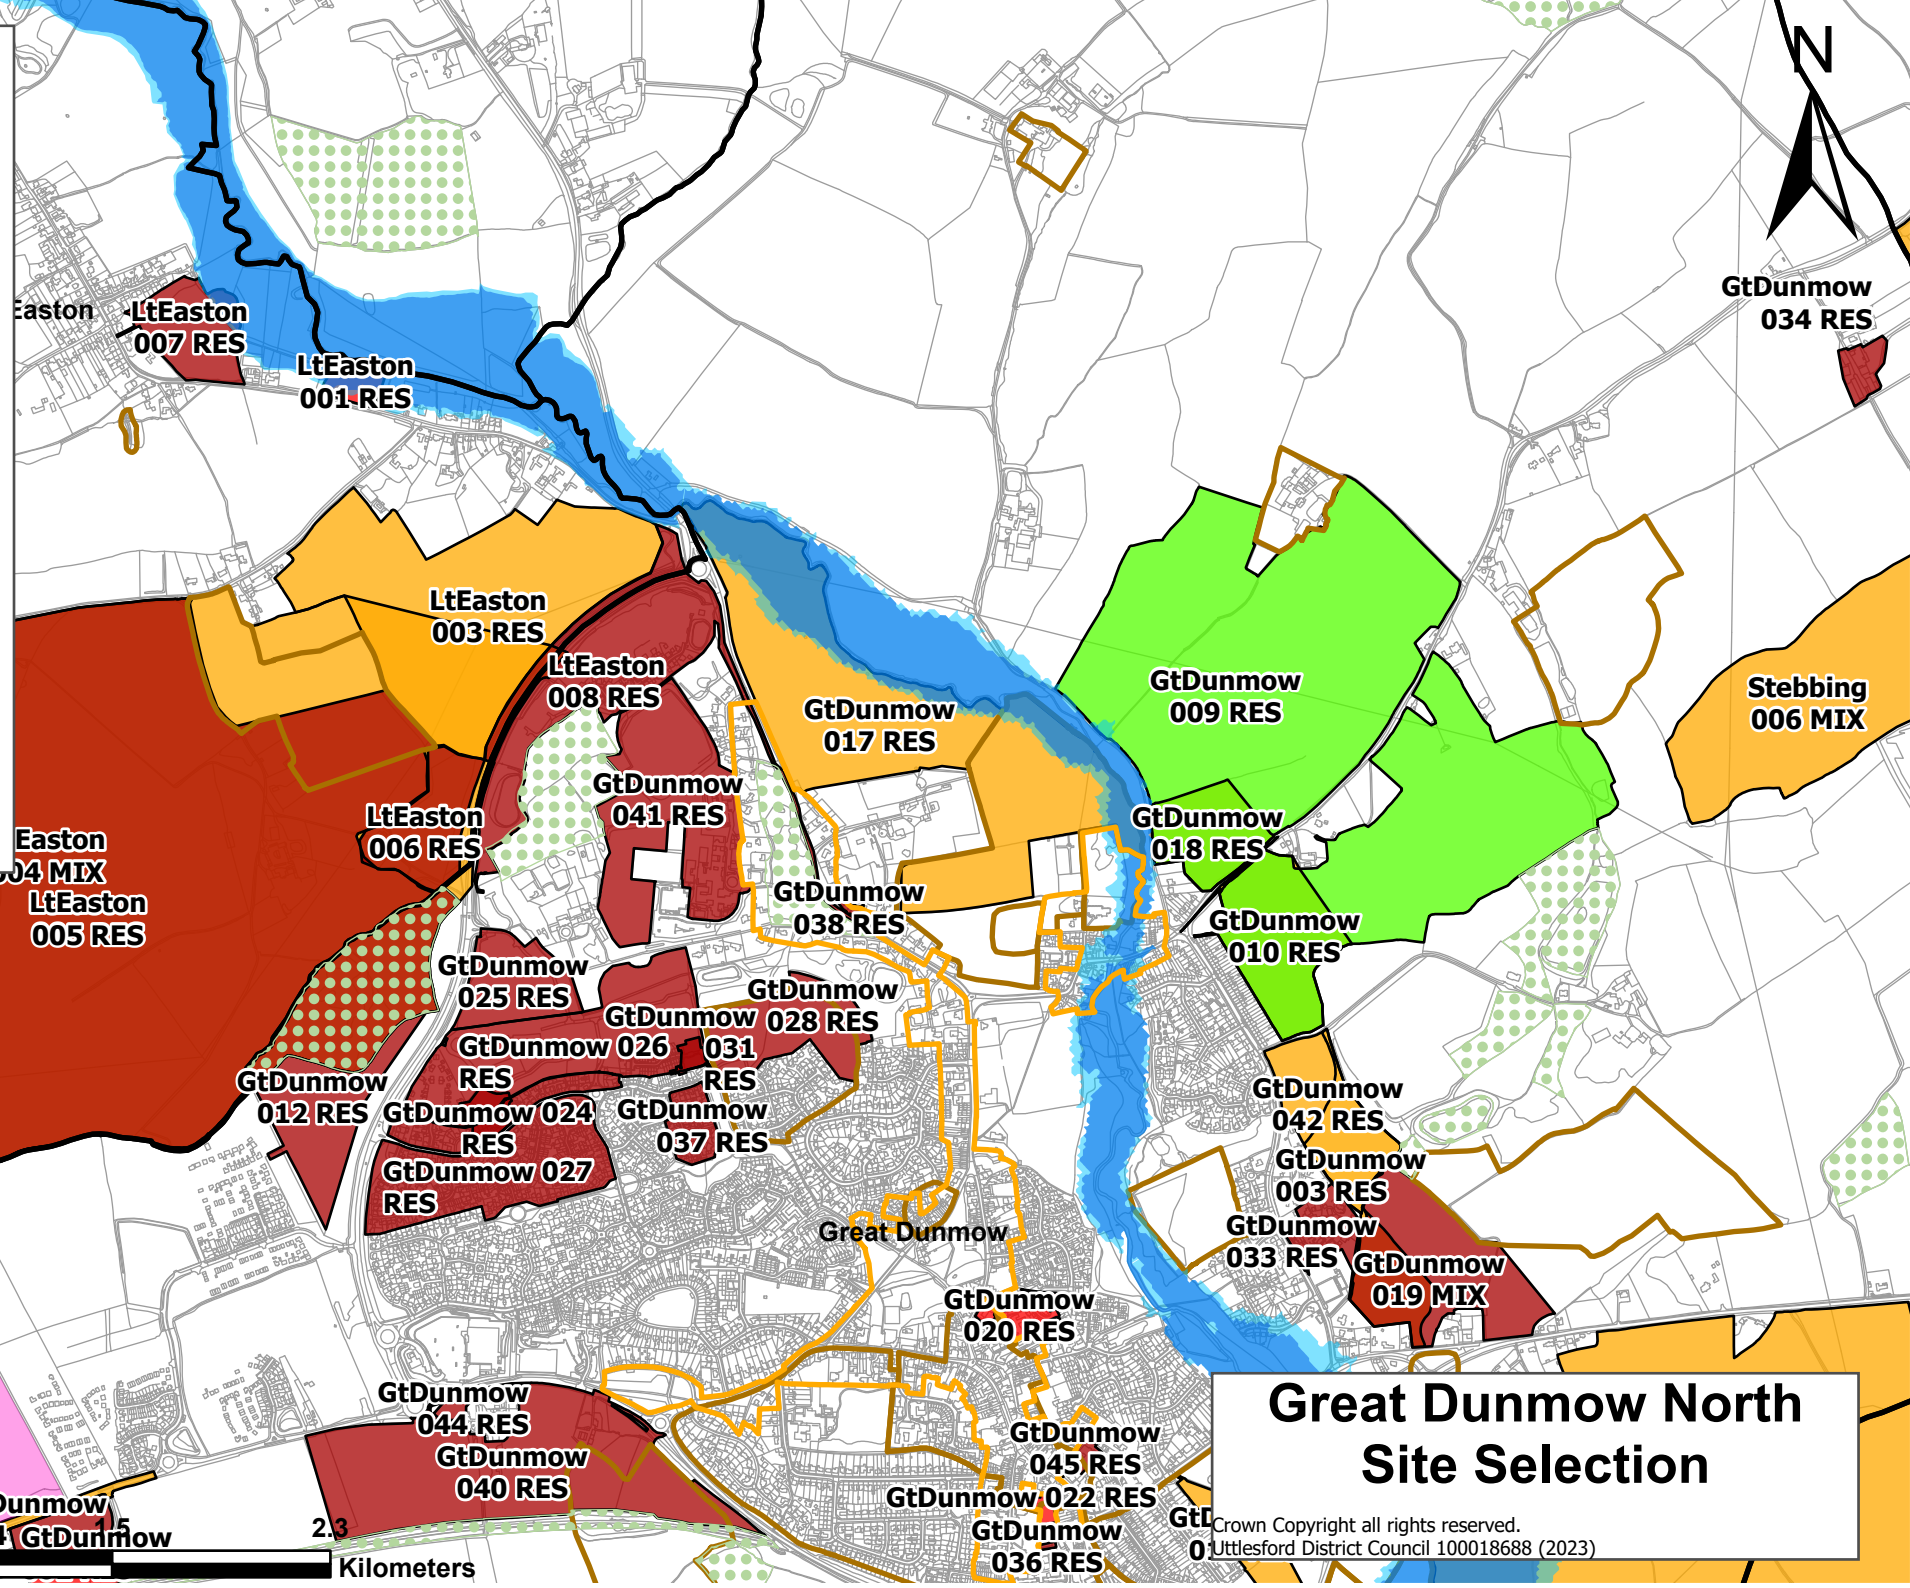 N
GtDunmow
034 RES
Easton
LtEaston
007 RES
LtEaston
001 RES
LtEaston
003 RES
LtEaston
008 RES
GtDunmow
009 RES
Stebbing
006 MIX
GtDunmow
017 RES
GtDunmow
041 RES
LtEaston
006 RES
GtDunmow
018 RES
Easton
04 MIX
LtEaston
005 RES
GtDunmow
038 RES
GtDunmow
010 RES
GtDunmow
025 RES
GtDunmow
028 RES
GtDunmow
031
RES
GtDunmow 026
RES
GtDunmow
012 RES
GtDunmow 024
RES
GtDunmow
037 RES
GtDunmow 027
RES
GtDunmow
042 RES
GtDunmow
003 RES
GtDunmow
033 RES
GtDunmow
019 MIX
Great Dunmow
GtDunmow
020 RES
GtDunmow
044 RES
GtDunmow
040 RES
GtDunmow
045 RES
GtDunmow 022 RES
GtDunmow
036 RES
Great Dunmow North
Site Selection
Crown Copyright all rights reserved.
Uttlesford District Council 100018688 (2023)
Dunmow
GtDunmow
1.5
2.3
Kilometers